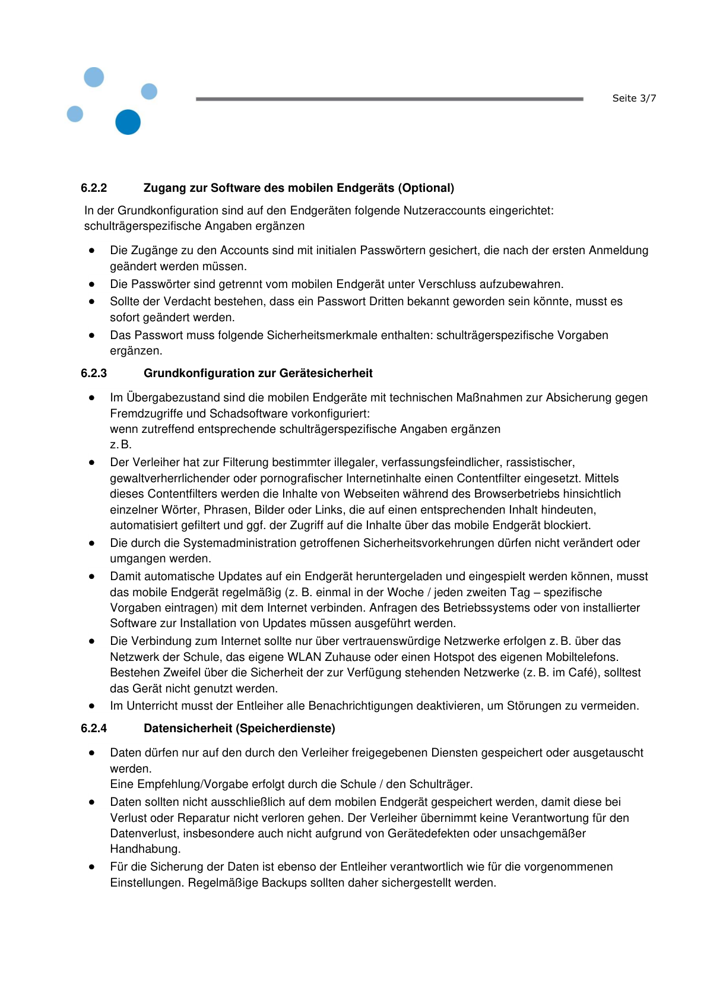 Seite 3/7
6.2.2 Zugang zur Software des mobilen Endgeräts (Optional)
In der Grundkonfiguration sind auf den Endgeräten folgende Nutzeraccounts eingerichtet:
schulträgerspezifische Angaben ergänzen
● Die Zugänge zu den Accounts sind mit initialen Passwörtern gesichert, die nach der ersten Anmeldung
geändert werden müssen.
● Die Passwörter sind getrennt vom mobilen Endgerät unter Verschluss aufzubewahren.
● Sollte der Verdacht bestehen, dass ein Passwort Dritten bekannt geworden sein könnte, musst es
sofort geändert werden.
● Das Passwort muss folgende Sicherheitsmerkmale enthalten: schulträgerspezifische Vorgaben
ergänzen.
6.2.3 Grundkonfiguration zur Gerätesicherheit
● Im Übergabezustand sind die mobilen Endgeräte mit technischen Maßnahmen zur Absicherung gegen
Fremdzugriffe und Schadsoftware vorkonfiguriert:
wenn zutreffend entsprechende schulträgerspezifische Angaben ergänzen
z. B.
● Der Verleiher hat zur Filterung bestimmter illegaler, verfassungsfeindlicher, rassistischer,
gewaltverherrlichender oder pornografischer Internetinhalte einen Contentfilter eingesetzt. Mittels
dieses Contentfilters werden die Inhalte von Webseiten während des Browserbetriebs hinsichtlich
einzelner Wörter, Phrasen, Bilder oder Links, die auf einen entsprechenden Inhalt hindeuten,
automatisiert gefiltert und ggf. der Zugriff auf die Inhalte über das mobile Endgerät blockiert.
● Die durch die Systemadministration getroffenen Sicherheitsvorkehrungen dürfen nicht verändert oder
umgangen werden.
● Damit automatische Updates auf ein Endgerät heruntergeladen und eingespielt werden können, musst
das mobile Endgerät regelmäßig (z. B. einmal in der Woche / jeden zweiten Tag – spezifische
Vorgaben eintragen) mit dem Internet verbinden. Anfragen des Betriebssystems oder von installierter
Software zur Installation von Updates müssen ausgeführt werden.
● Die Verbindung zum Internet sollte nur über vertrauenswürdige Netzwerke erfolgen z. B. über das
Netzwerk der Schule, das eigene WLAN Zuhause oder einen Hotspot des eigenen Mobiltelefons.
Bestehen Zweifel über die Sicherheit der zur Verfügung stehenden Netzwerke (z. B. im Café), solltest
das Gerät nicht genutzt werden.
● Im Unterricht musst der Entleiher alle Benachrichtigungen deaktivieren, um Störungen zu vermeiden.
6.2.4 Datensicherheit (Speicherdienste)
● Daten dürfen nur auf den durch den Verleiher freigegebenen Diensten gespeichert oder ausgetauscht
werden.
Eine Empfehlung/Vorgabe erfolgt durch die Schule / den Schulträger.
● Daten sollten nicht ausschließlich auf dem mobilen Endgerät gespeichert werden, damit diese bei
Verlust oder Reparatur nicht verloren gehen. Der Verleiher übernimmt keine Verantwortung für den
Datenverlust, insbesondere auch nicht aufgrund von Gerätedefekten oder unsachgemäßer
Handhabung.
● Für die Sicherung der Daten ist ebenso der Entleiher verantwortlich wie für die vorgenommenen
Einstellungen. Regelmäßige Backups sollten daher sichergestellt werden.